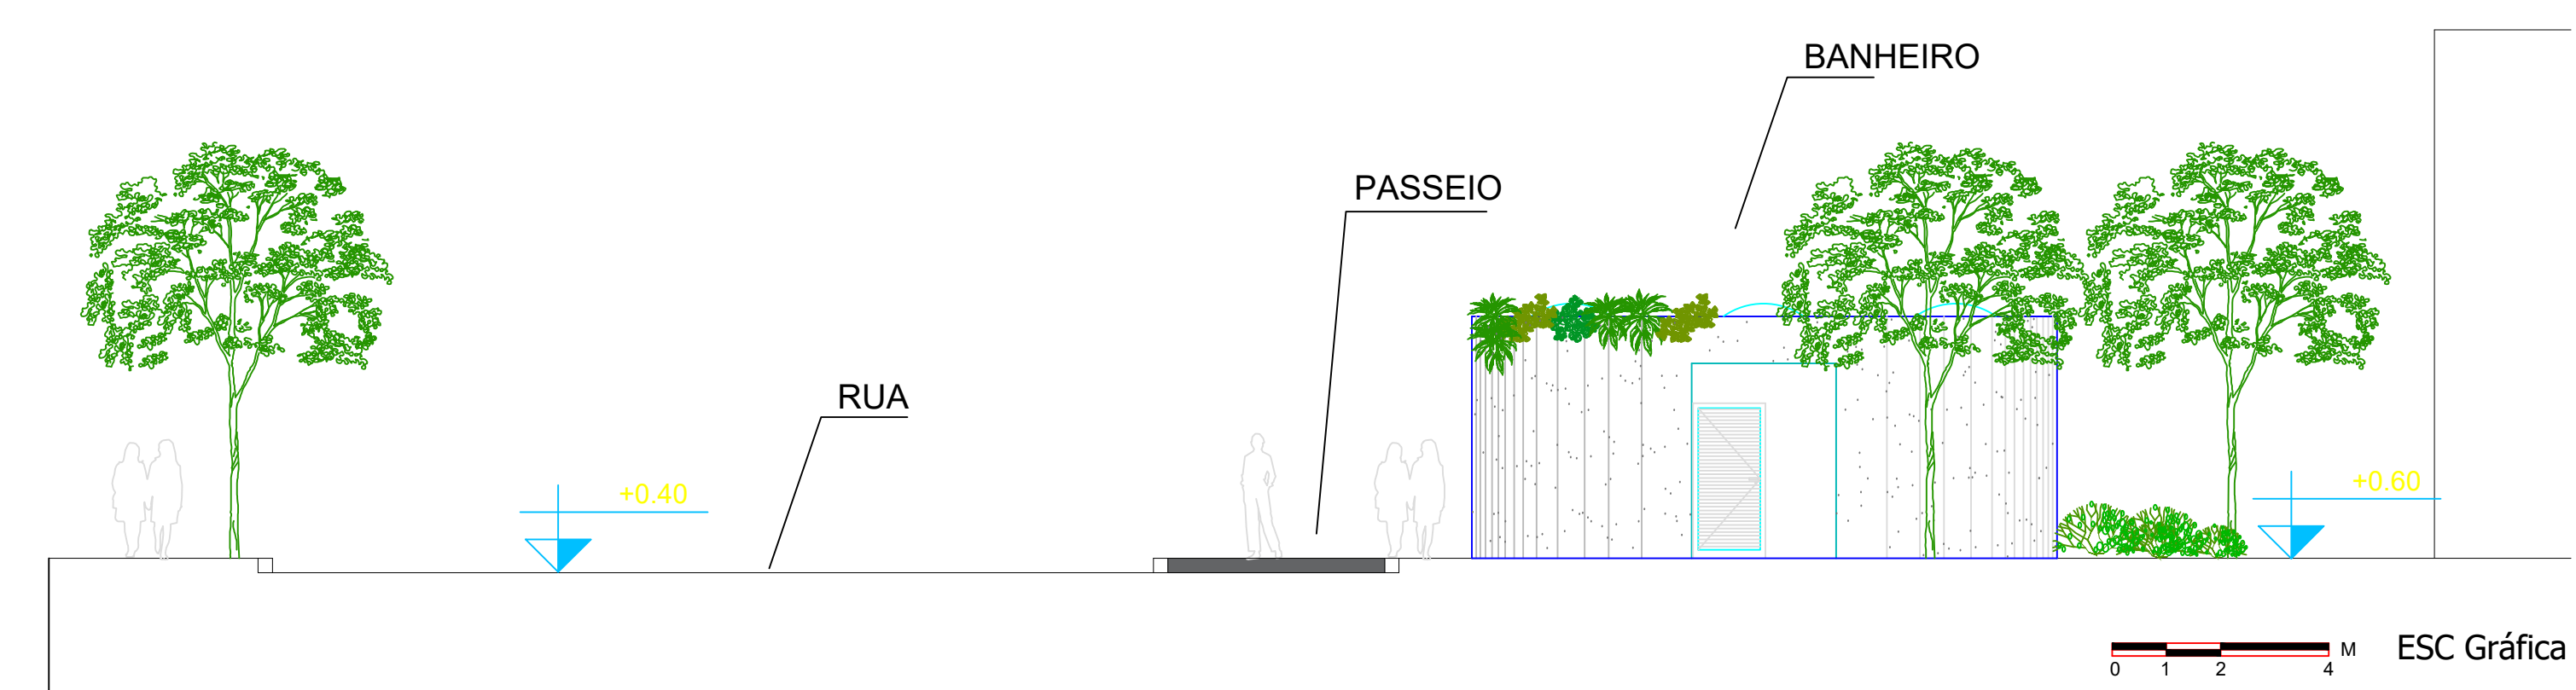 BANHEIRO
PASSEIO
RUA
+0.40
+0.60
M
ESC Gráfica
0 1 2 4